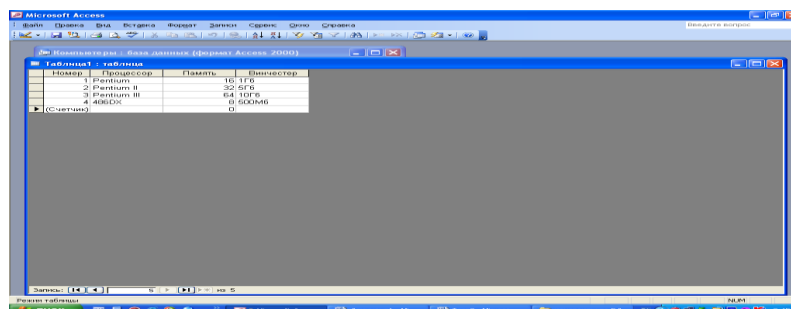 Microsoft Access
Файл Правка Вид Вставка Формат Записи Сервис Окно Справка
Введите вопрос
Компьютеры : база данных (формат Access 2000)
Таблица1 : таблица
Номер Процессор Память Винчестер
1 Pentium 16 1Гб
2 Pentium II 32 5Гб
3 Pentium III 64 10Гб
4 486DX 8 500Мб
(Счетчик) 0
Запись: 5 из 5
Режим таблицы NUM